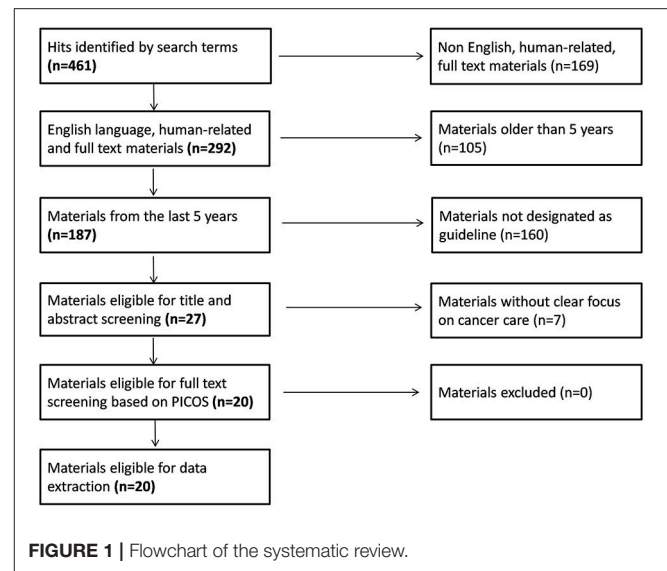 Hits identified by search terms
(n=461)
Non English, human-related,
full text materials (n=169)
English language, human-related
and full text materials (n=292)
Materials older than 5 years
(n=105)
Materials from the last 5 years
(n=187)
Materials not designated as
guideline (n=160)
Materials eligible for title and
abstract screening (n=27)
Materials without clear focus
on cancer care (n=7)
Materials eligible for full text
screening based on PICOS (n=20)
Materials excluded (n=0)
Materials eligible for data
extraction (n=20)
FIGURE 1 | Flowchart of the systematic review.